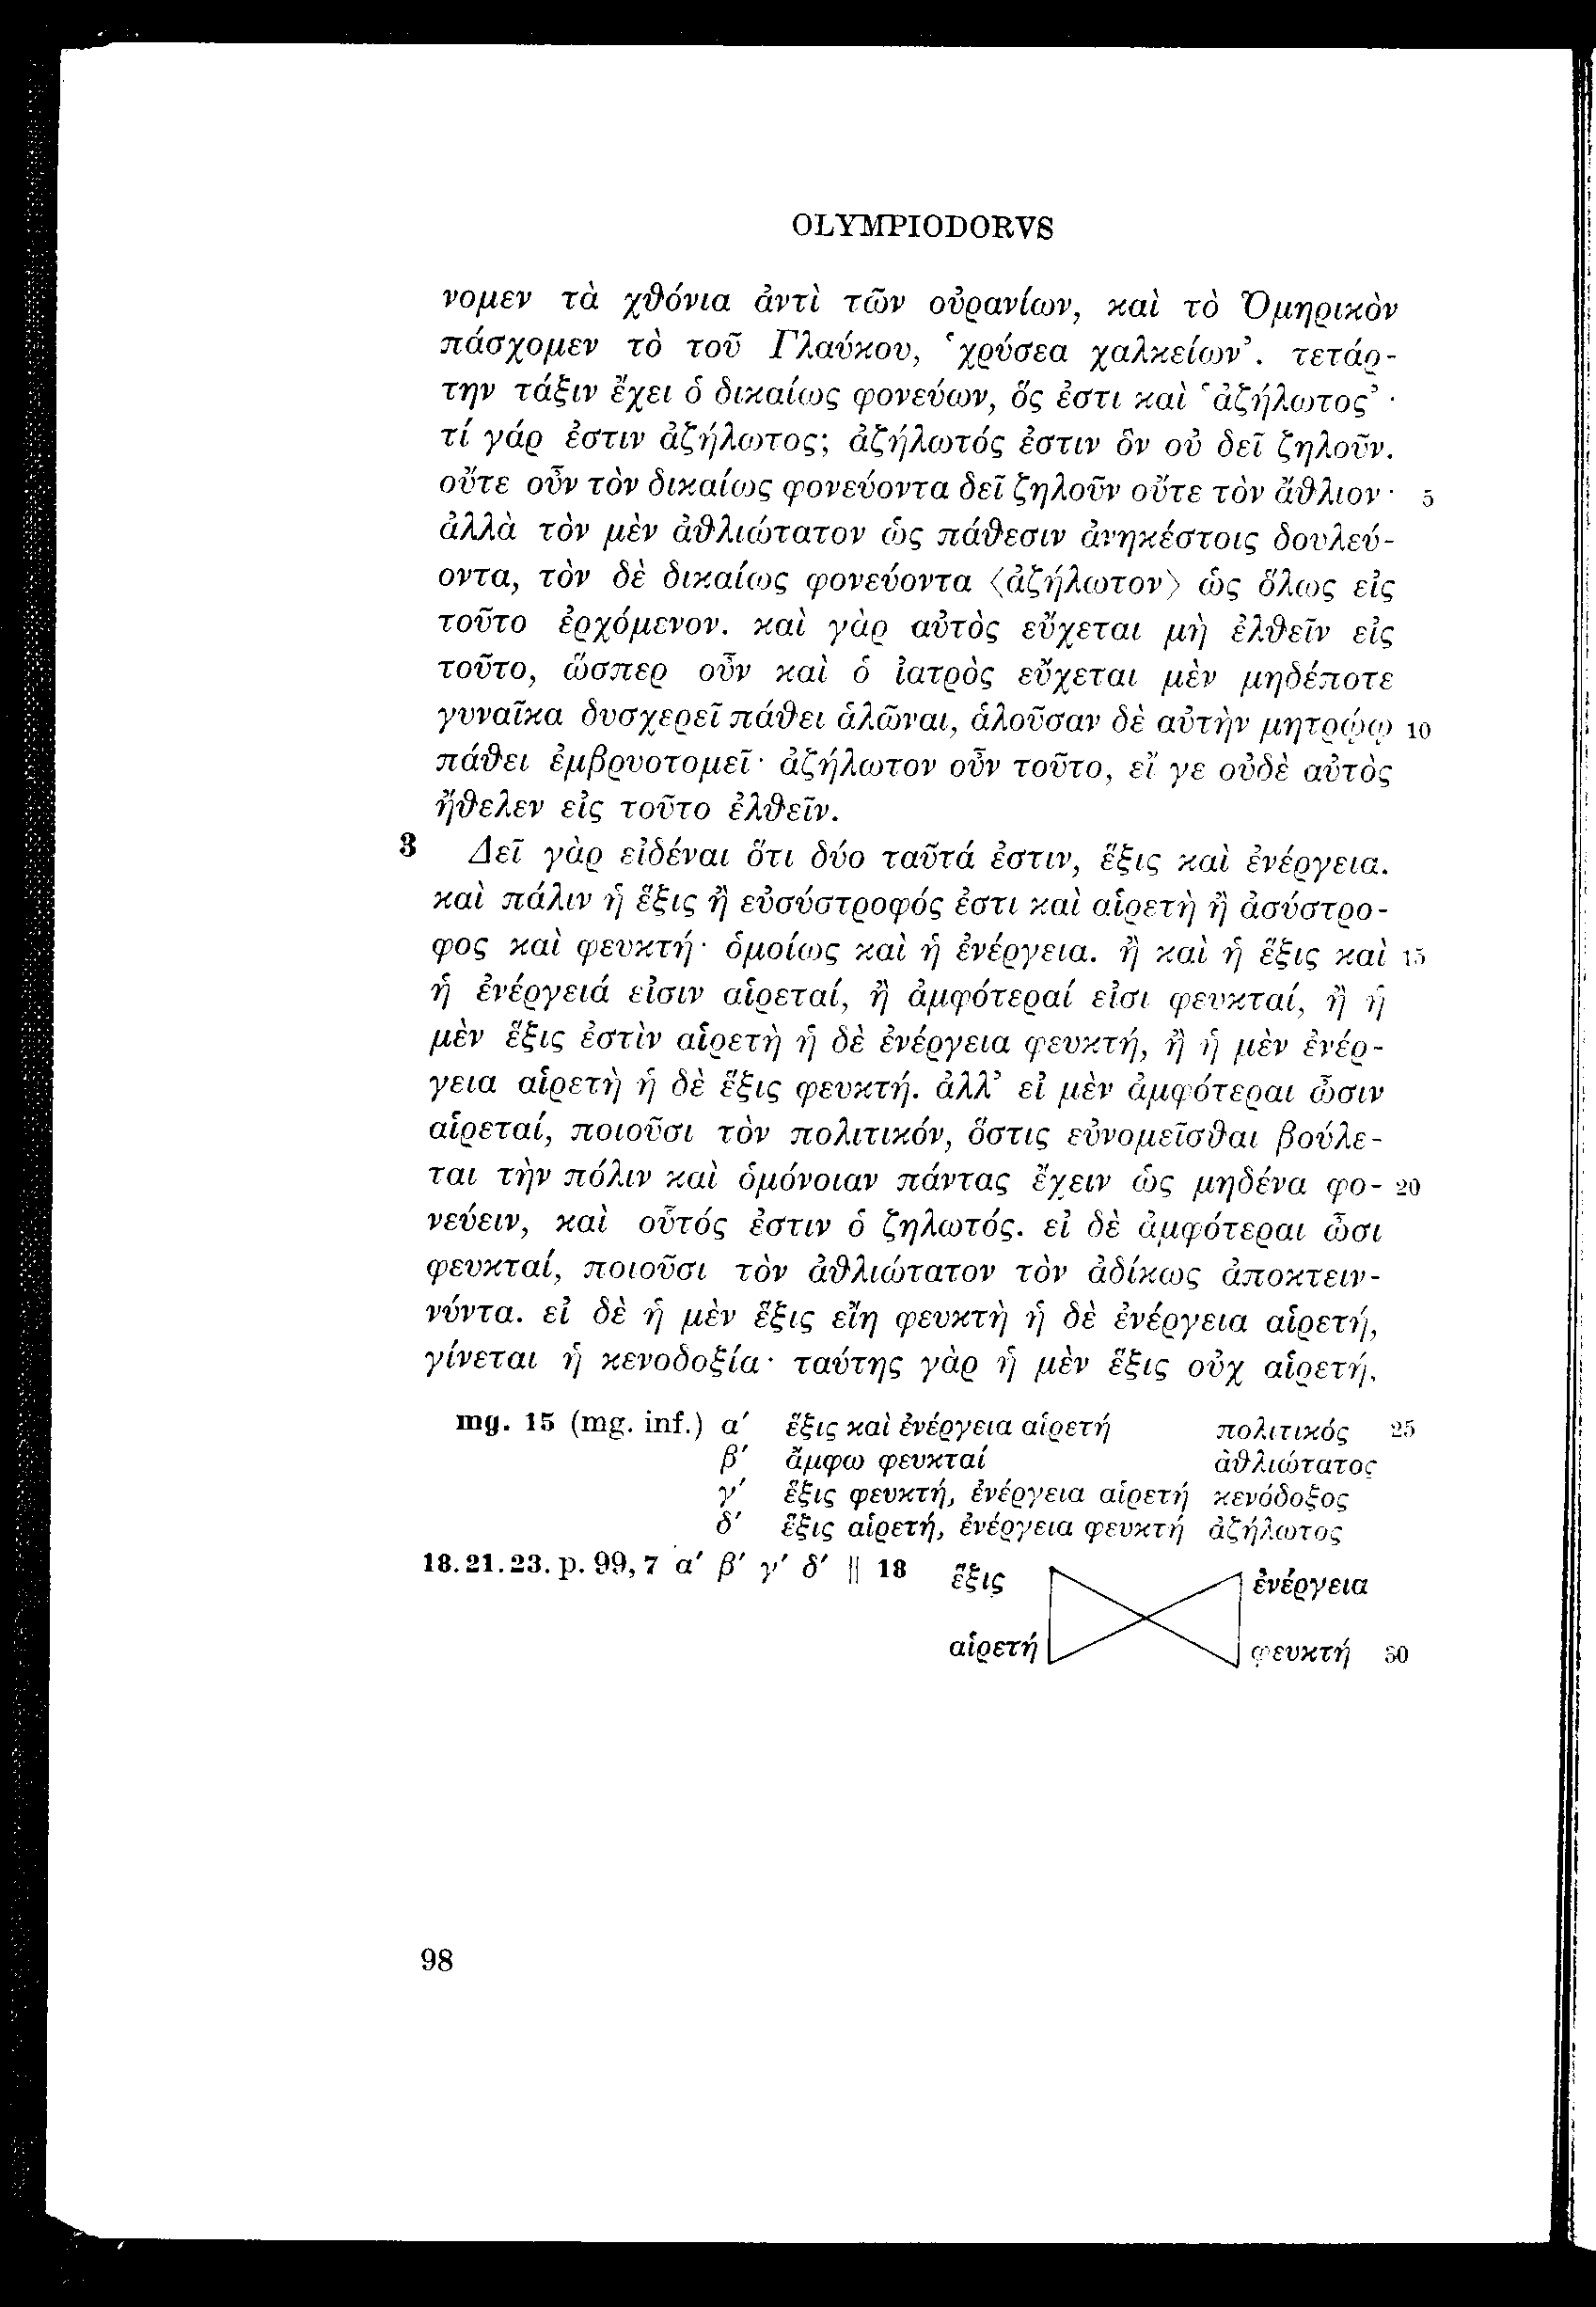 OLYMPIODORVS
νομεν τὰ χθόνια ἀντὶ τῶν οὐρανίων, καὶ τὸ Ὁμηρικὸν
πάσχομεν τὸ τοῦ Γλαύκου, ‘χρύσεα χαλκείων’. τετάρ-
την τάξιν ἔχει ὁ δικαίως φονεύων, ὅς ἐστι καὶ ‘ἀζήλωτος’·
τί γάρ ἐστιν ἀζήλωτος; ἀζήλωτός ἐστιν ὃν οὐ δεῖ ζηλοῦν.
οὔτε οὖν τὸν δικαίως φονεύοντα δεῖ ζηλοῦν οὔτε τὸν ἄθλιον· 5
ἀλλὰ τὸν μὲν ἀθλιώτατον ὡς πάθεσιν ἀνηκέστοις δουλεύ-
οντα, τὸν δὲ δικαίως φονεύοντα ⟨ἀζήλωτον⟩ ὡς ὅλως εἰς
τοῦτο ἐρχόμενον. καὶ γὰρ αὐτὸς εὔχεται μὴ ἐλθεῖν εἰς
τοῦτο, ὥσπερ οὖν καὶ ὁ ἰατρὸς εὔχεται μὲν μηδέποτε
γυναῖκα δυσχερεῖ πάθει ἁλῶναι, ἁλοῦσαν δὲ αὐτὴν μητρῴῳ 10
πάθει ἐμβρυοτομεῖ· ἀζήλωτον οὖν τοῦτο, εἴ γε οὐδὲ αὐτὸς
ἤθελεν εἰς τοῦτο ἐλθεῖν.
3 Δεῖ γὰρ εἰδέναι ὅτι δύο ταῦτά ἐστιν, ἕξις καὶ ἐνέργεια.
καὶ πάλιν ἡ ἕξις ἢ εὐσύστροφός ἐστι καὶ αἱρετὴ ἢ ἀσύστρο-
φος καὶ φευκτή· ὁμοίως καὶ ἡ ἐνέργεια. ἢ καὶ ἡ ἕξις καὶ 15
ἡ ἐνέργειά εἰσιν αἱρεταί, ἢ ἀμφότεραί εἰσι φευκταί, ἢ ἡ
μὲν ἕξις ἐστὶν αἱρετὴ ἡ δὲ ἐνέργεια φευκτή, ἢ ἡ μὲν ἐνέρ-
γεια αἱρετὴ ἡ δὲ ἕξις φευκτή. ἀλλ’ εἰ μὲν ἀμφότεραι ὦσιν
αἱρεταί, ποιοῦσι τὸν πολιτικόν, ὅστις εὐνομεῖσθαι βούλε-
ται τὴν πόλιν καὶ ὁμόνοιαν πάντας ἔχειν ὡς μηδένα φο- 20
νεύειν, καὶ οὗτός ἐστιν ὁ ζηλωτός. εἰ δὲ ἀμφότεραι ὦσι
φευκταί, ποιοῦσι τὸν ἀθλιώτατον τὸν ἀδίκως ἀποκτειν-
νύντα. εἰ δὲ ἡ μὲν ἕξις εἴη φευκτὴ ἡ δὲ ἐνέργεια αἱρετή,
γίνεται ἡ κενοδοξία· ταύτης γὰρ ἡ μὲν ἕξις οὐχ αἱρετή,
mg. 15 (mg. inf.) α′ ἕξις καὶ ἐνέργεια αἱρετή πολιτικός 25
β′ ἄμφω φευκταί ἀθλιώτατος
γ′ ἕξις φευκτή, ἐνέργεια αἱρετή κενόδοξος
δ′ ἕξις αἱρετή, ἐνέργεια φευκτή ἀζήλωτος
18.21.23. p. 99, 7 α′ β′ γ′ δ′ || 18 ἕξις ἐνέργεια
αἱρετή φευκτή 30
98